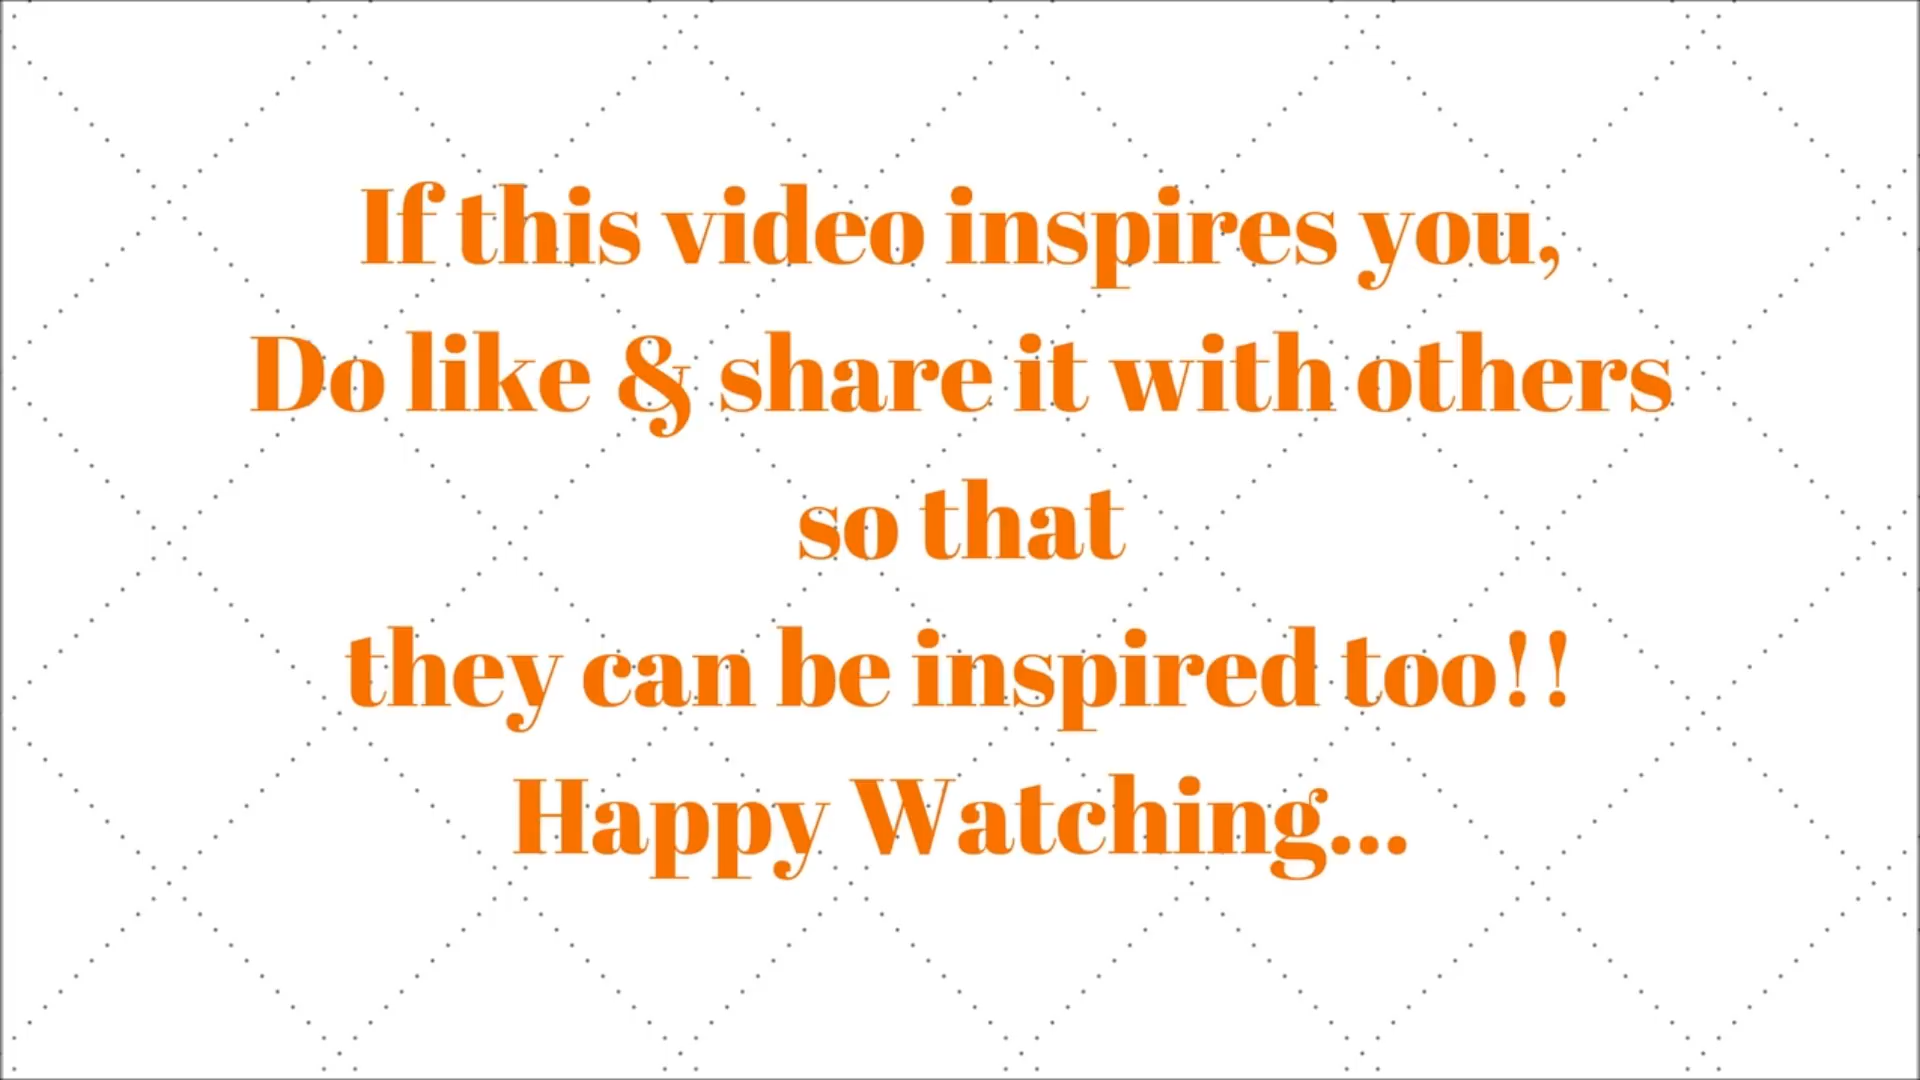 If this video inspires you,
Do like & share it with others
so that
they can be inspired too!!
Happy Watching...